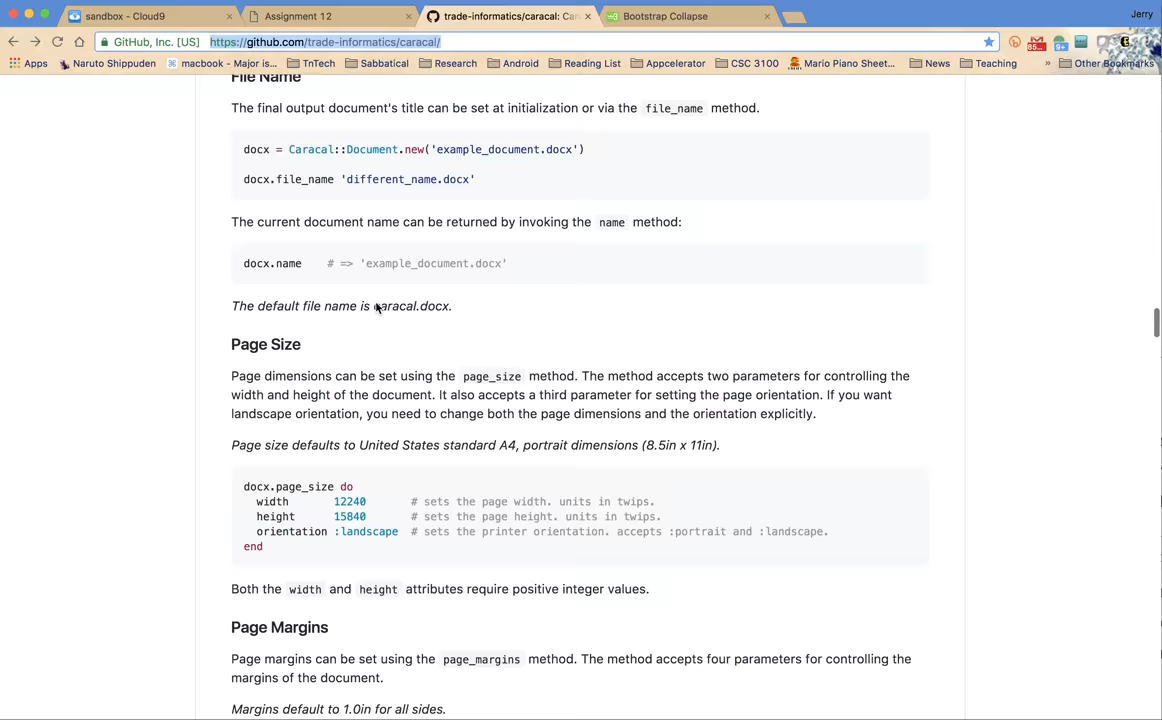 sandbox - Cloud9
Assignment 12
trade-informatics/caracal: Car
Bootstrap Collapse
Jerry
GitHub, Inc. [US]
https://github.com/trade-informatics/caracal/
Apps
Naruto Shippuden
macbook - Major is...
TnTech
Sabbatical
Research
Android
Reading List
Appcelerator
CSC 3100
Mario Piano Sheet...
News
Teaching
»
Other Bookmarks
File Name
The final output document's title can be set at initialization or via the file_name method.
docx = Caracal::Document.new('example_document.docx')
docx.file_name 'different_name.docx'
The current document name can be returned by invoking the name method:
docx.name # => 'example_document.docx'
The default file name is caracal.docx.
Page Size
Page dimensions can be set using the page_size method. The method accepts two parameters for controlling the
width and height of the document. It also accepts a third parameter for setting the page orientation. If you want
landscape orientation, you need to change both the page dimensions and the orientation explicitly.
Page size defaults to United States standard A4, portrait dimensions (8.5in x 11in).
docx.page_size do
width 12240 # sets the page width. units in twips.
height 15840 # sets the page height. units in twips.
orientation :landscape # sets the printer orientation. accepts :portrait and :landscape.
end
Both the width and height attributes require positive integer values.
Page Margins
Page margins can be set using the page_margins method. The method accepts four parameters for controlling the
margins of the document.
Margins default to 1.0in for all sides.